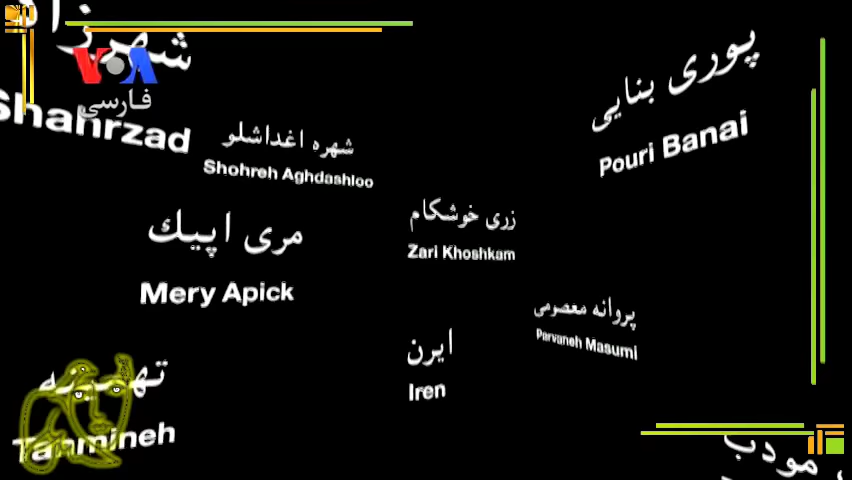 شهرزاد
Shahrzad
VOA
فارسی
شهره اغداشلو
Shohreh Aghdashloo
پوری بنایی
Pouri Banai
مری اپیک
Mery Apick
زری خوشکام
Zari Khoshkam
پروانه معصومی
Parvaneh Masumi
ایرن
Iren
تهمینه
Tahmineh
مودب